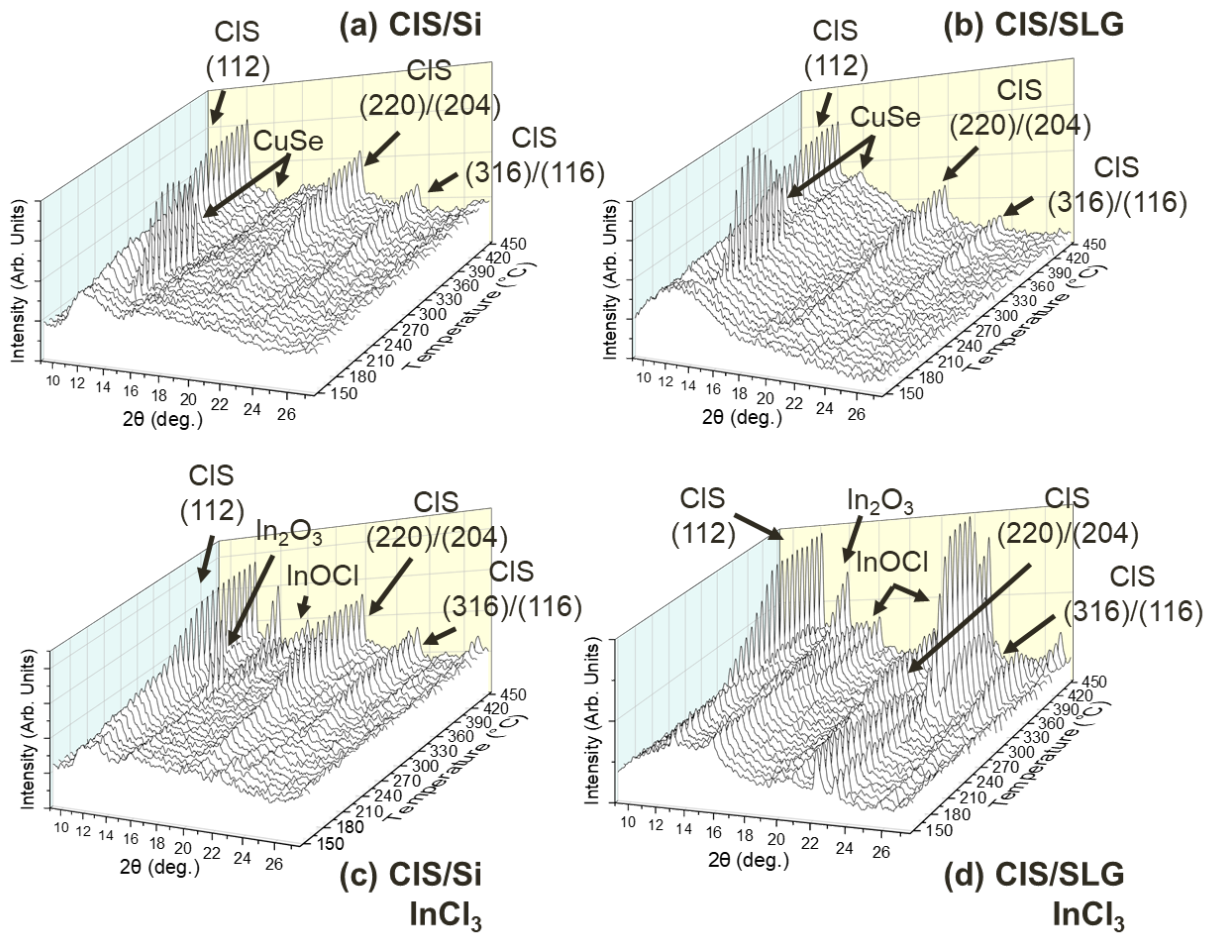 (a) CIS/Si
CIS
(112)
CuSe
CIS
(220)/(204)
CIS
(316)/(116)
Intensity (Arb. Units)
10 12 14 16 18 20 22 24 26
2θ (deg.)
150 180 210 240 270 300 330 360 390 420 450
Temperature (°C)
(b) CIS/SLG
CIS
(112)
CuSe
CIS
(220)/(204)
CIS
(316)/(116)
Intensity (Arb. Units)
10 12 14 16 18 20 22 24 26
2θ (deg.)
150 180 210 240 270 300 330 360 390 420 450
Temperature (°C)
CIS
(112)
In₂O₃
InOCl
CIS
(220)/(204)
CIS
(316)/(116)
Intensity (Arb. Units)
10 12 14 16 18 20 22 24 26
2θ (deg.)
150 180 210 240 270 300 330 360 390 420 450
Temperature (°C)
(c) CIS/Si
InCl₃
CIS
(112)
In₂O₃
InOCl
CIS
(220)/(204)
CIS
(316)/(116)
Intensity (Arb. Units)
10 12 14 16 18 20 22 24 26
2θ (deg.)
150 180 210 240 270 300 330 360 390 420 450
Temperature (°C)
(d) CIS/SLG
InCl₃